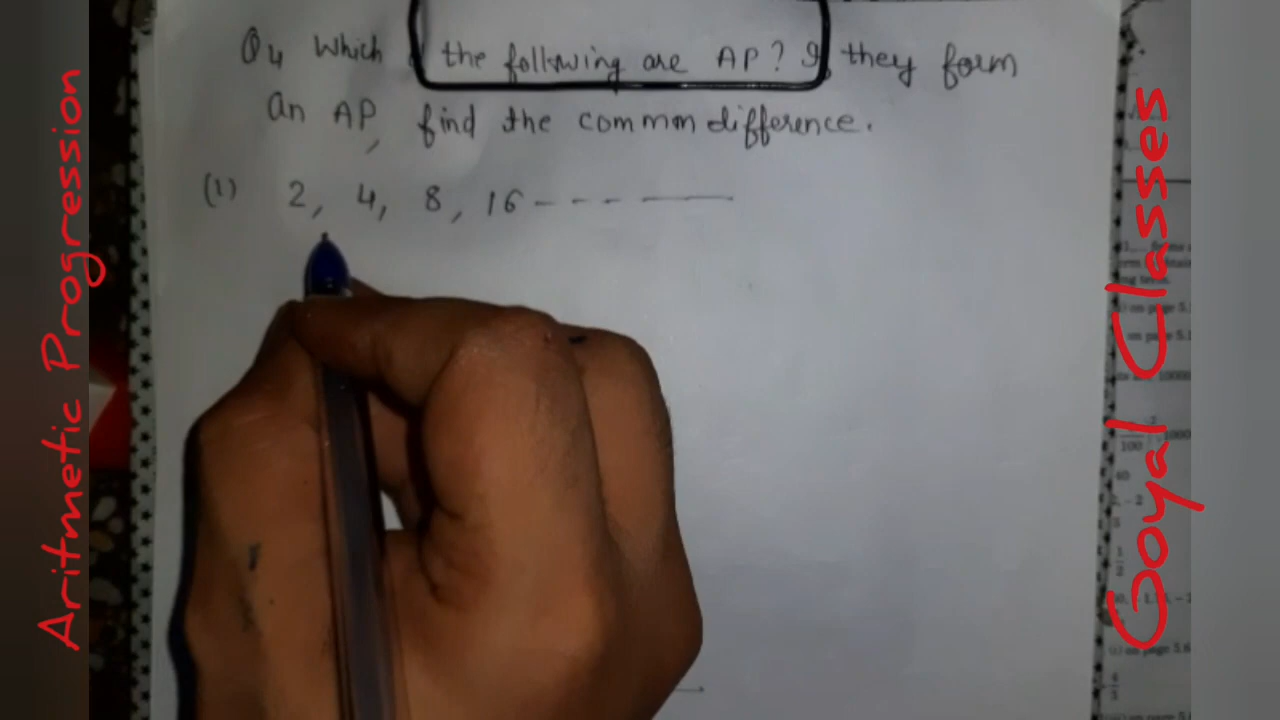 Aritmetic Progression
Q4 Which the following are AP? If they form
an AP, find the common difference.
(1) 2, 4, 8, 16 - - - —
Goyal Classes